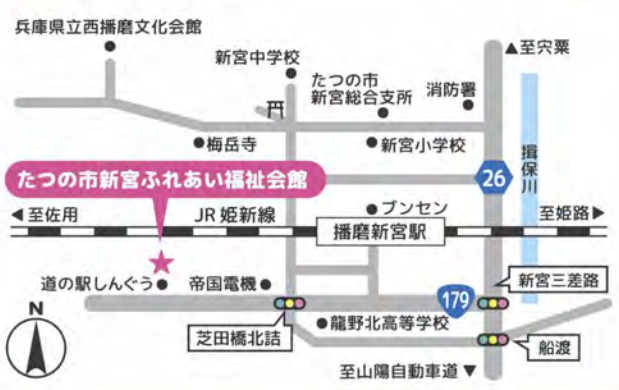 兵庫県立西播磨文化会館
新宮中学校
▲至宍粟
たつの市
新宮総合支所
消防署
梅岳寺
新宮小学校
揖保川
たつの市新宮ふれあい福祉会館
26
◀至佐用
JR姫新線
ブンセン
至姫路▶
播磨新宮駅
道の駅しんぐう
帝国電機
179
新宮三差路
N
芝田橋北詰
龍野北高等学校
船渡
至山陽自動車道▼